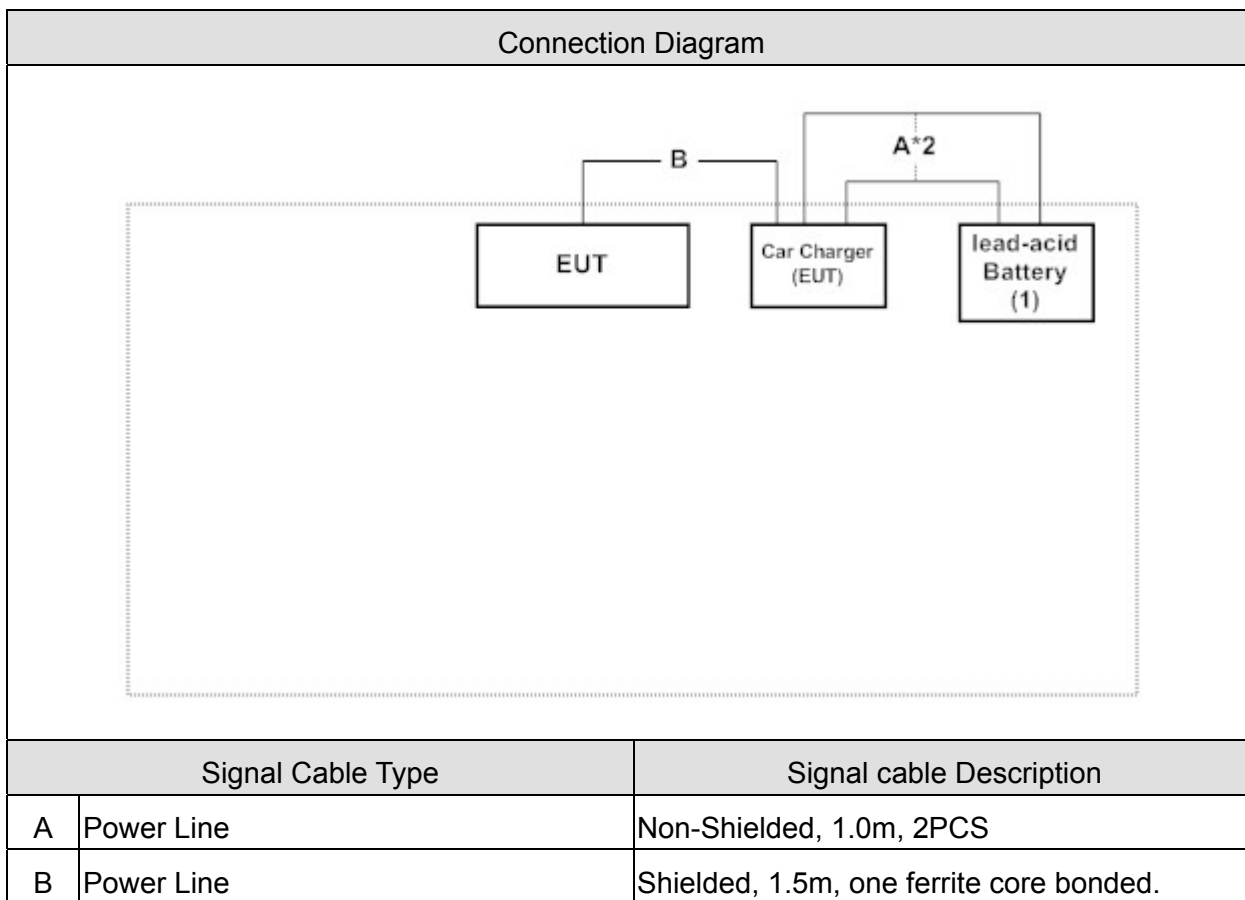 Connection Diagram
A*2
B
EUT
Car Charger
(EUT)
lead-acid
Battery
(1)
Signal Cable Type Signal cable Description
A Power Line Non-Shielded, 1.0m, 2PCS
B Power Line Shielded, 1.5m, one ferrite core bonded.